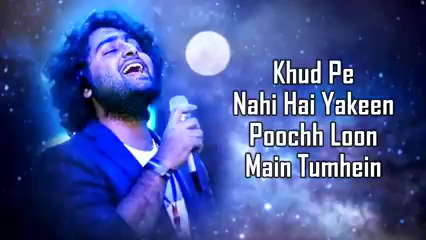 Khud Pe
Nahi Hai Yakeen
Poochh Loon
Main Tumhein